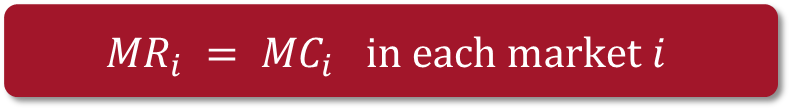 MRᵢ = MCᵢ in each market i